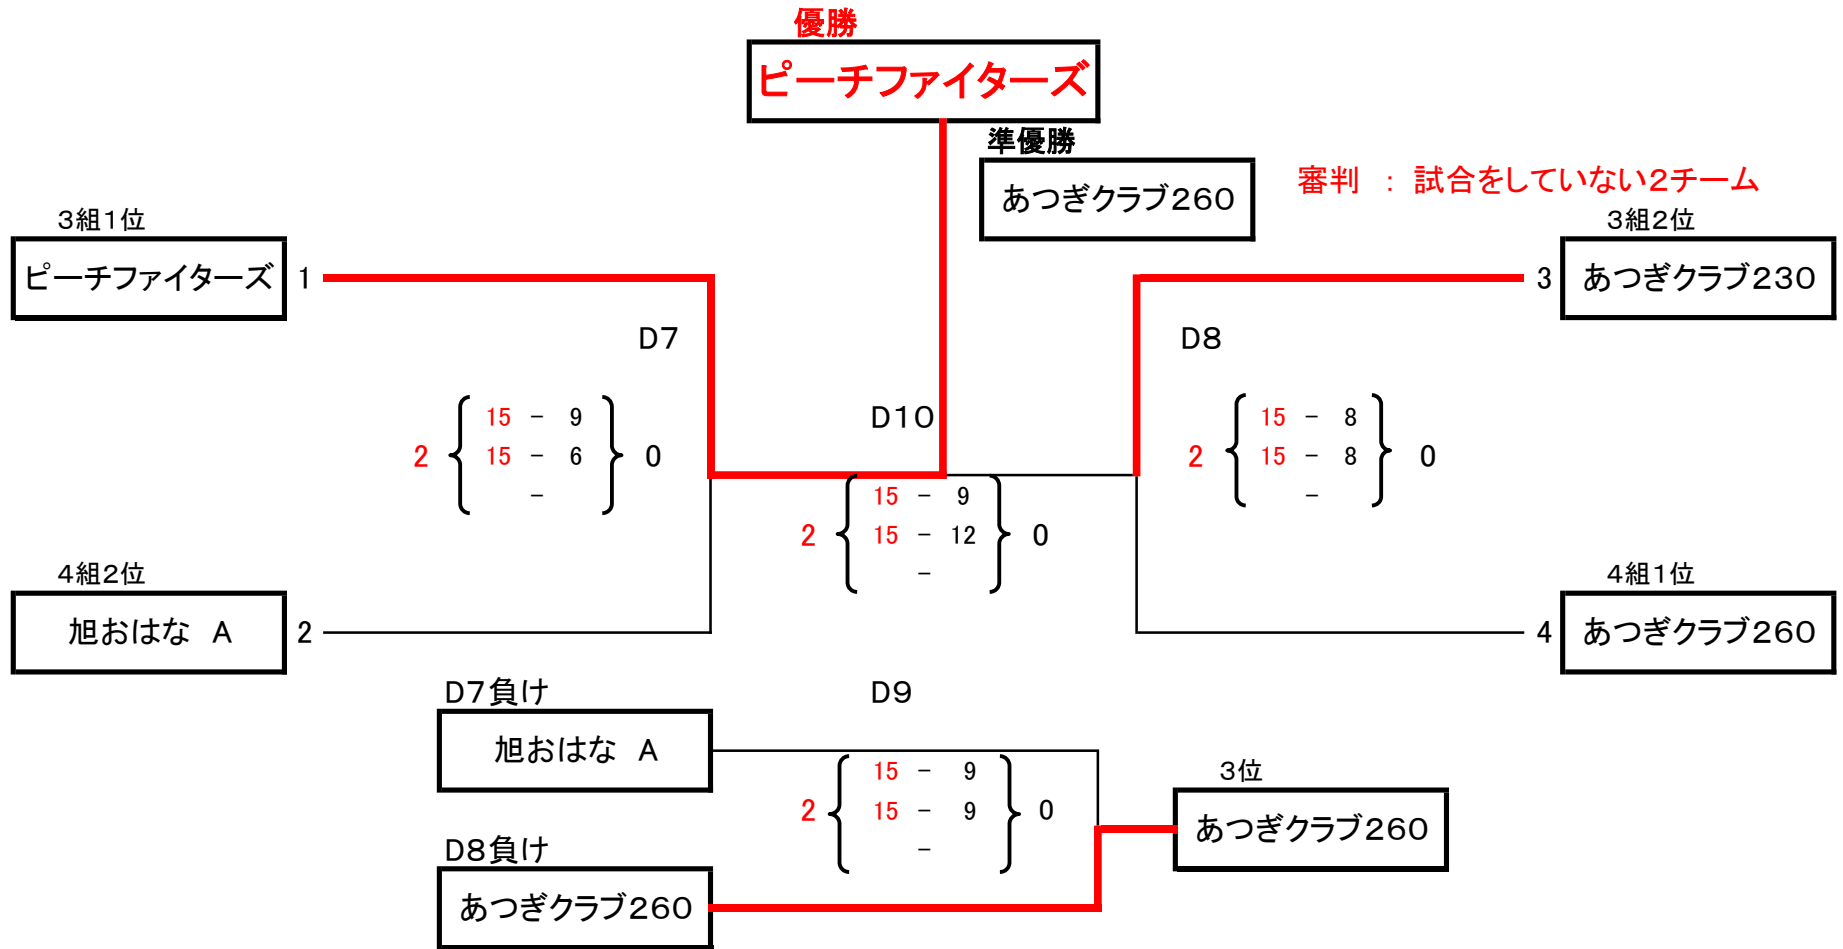 優勝
ピーチファイターズ
準優勝
あつぎクラブ260
審判 : 試合をしていない2チーム
3組1位
ピーチファイターズ 1
3組2位
3 あつぎクラブ230
D7
D8
D10
2 { 15 - 9 } 0
15 - 6
-
2 { 15 - 8 } 0
15 - 8
-
2 { 15 - 9 } 0
15 - 12
-
4組2位
旭おはな A 2
4組1位
4 あつぎクラブ260
D7負け
旭おはな A
D9
2 { 15 - 9 } 0
15 - 9
-
3位
あつぎクラブ260
D8負け
あつぎクラブ260